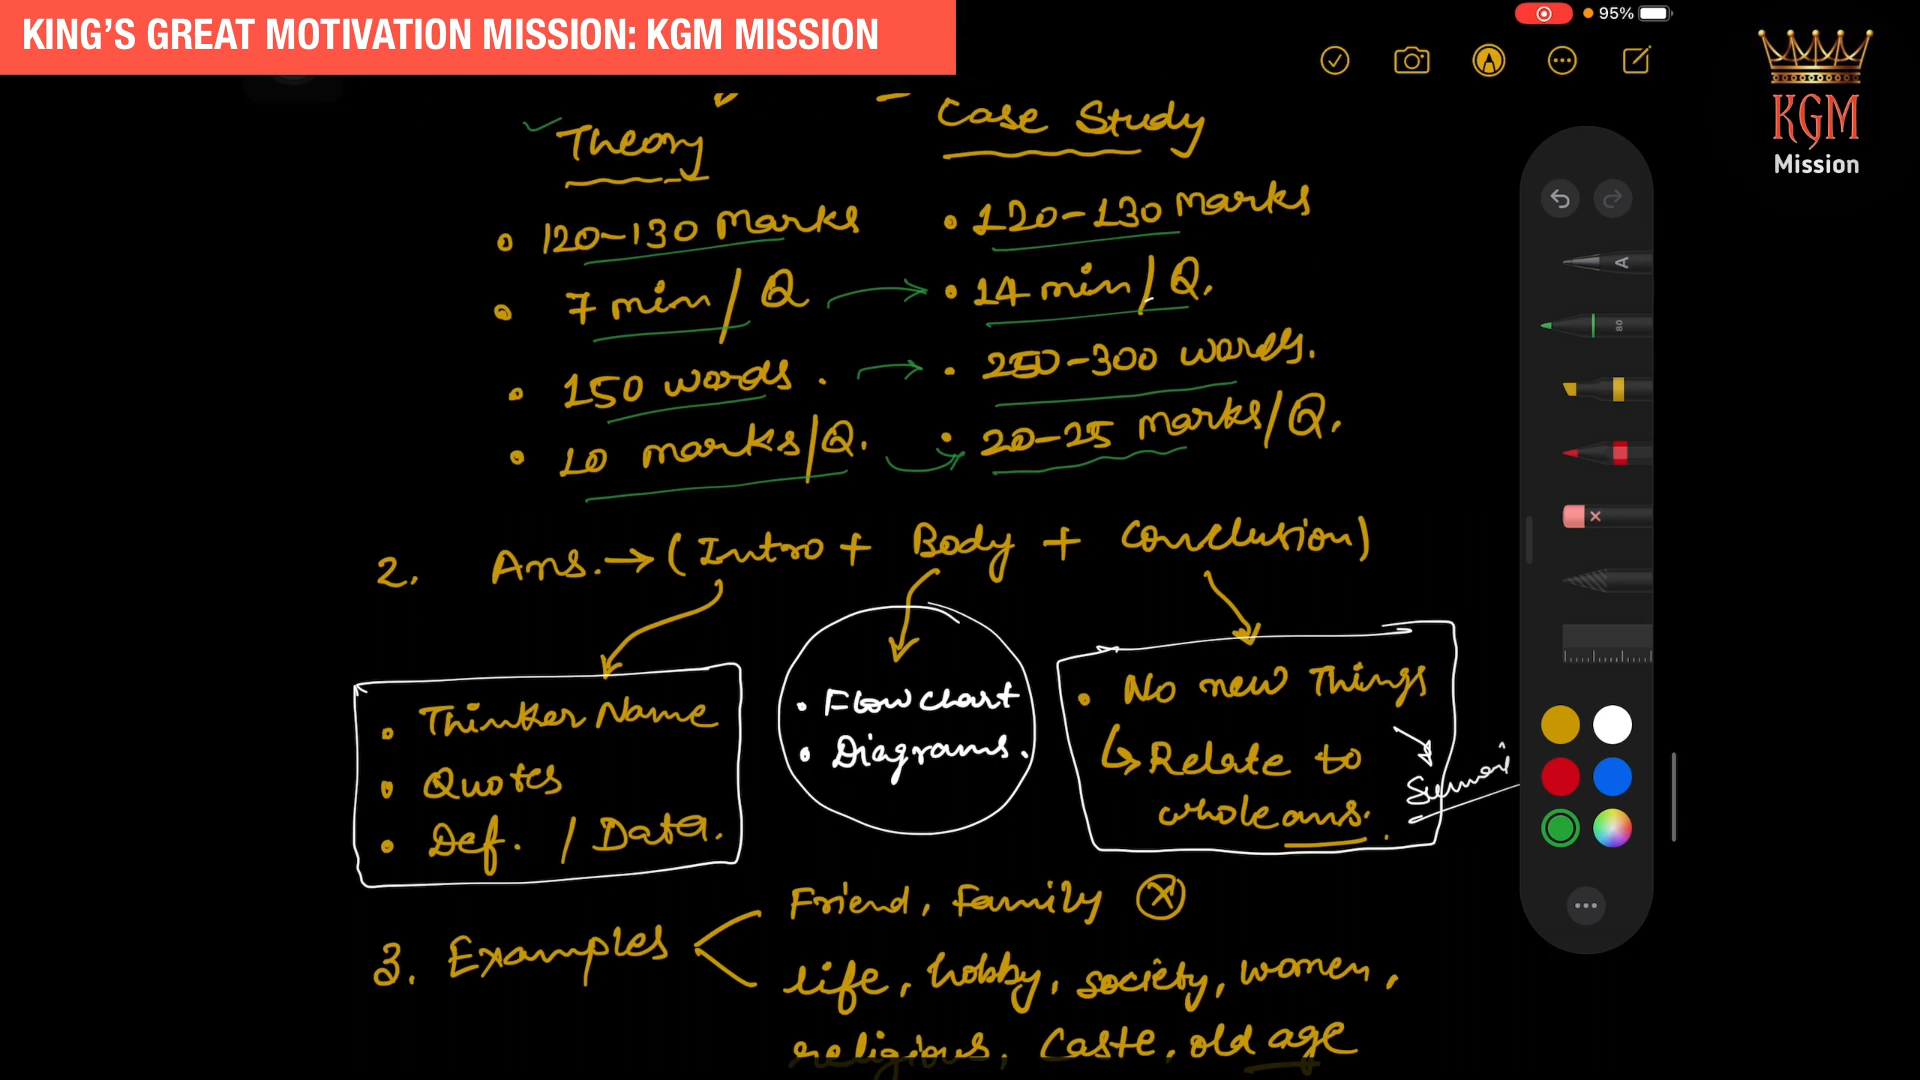 KING'S GREAT MOTIVATION MISSION: KGM MISSION
95%
KGM
Mission
Theory
Case Study
• 120-130 Marks
• 120-130 Marks
• 7 min/Q
• 14 min/Q.
• 150 words.
• 250-300 words.
• 10 marks/Q.
• 20-25 Marks/Q.
2. Ans. → (Intro + Body + Conclusion)
• Thinker Name
• Quotes
• Def. / Data.
• Flow chart
• Diagrams.
• No new Things
↳ Relate to
whole ans.
3. Examples
Friend, Family ⓧ
life, hobby, society, women,
religious, Caste, old age
A
80